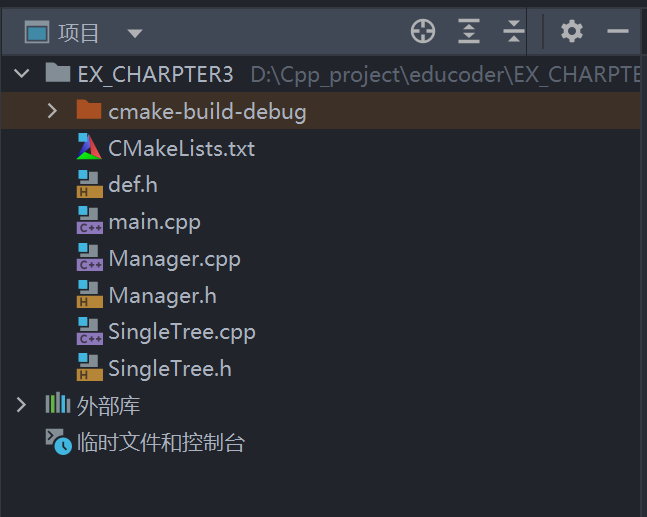 项目
EX_CHARPTER3 D:\Cpp_project\educoder\EX_CHARPTE
cmake-build-debug
CMakeLists.txt
def.h
main.cpp
Manager.cpp
Manager.h
SingleTree.cpp
SingleTree.h
外部库
临时文件和控制台